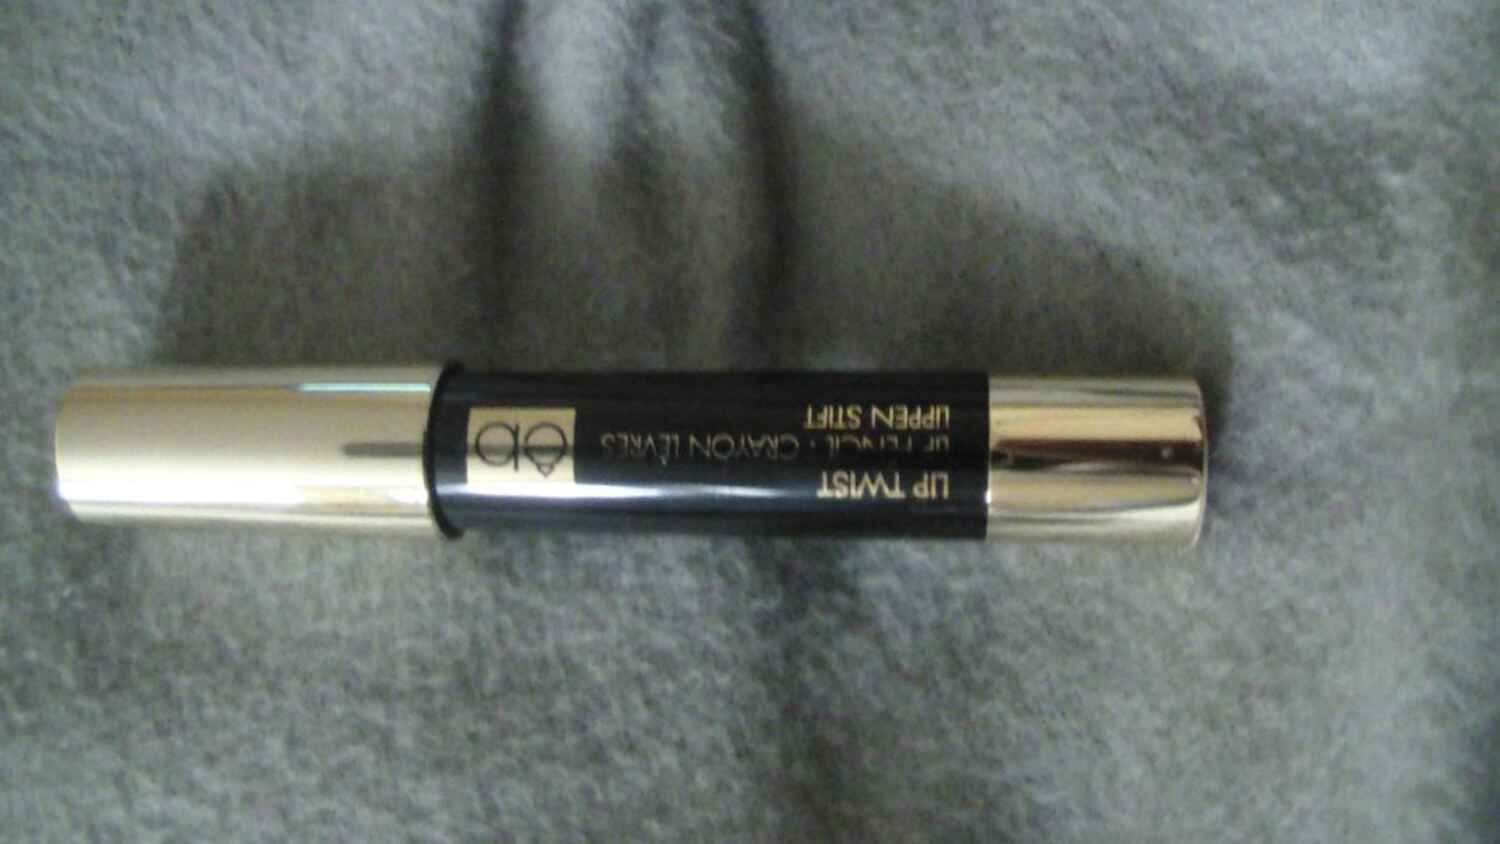 LIP TWIST
LIP PENCIL · CRAYON LÈVRES
LIPPEN STIFT